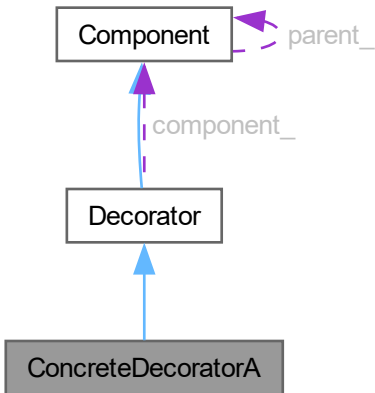 Component
parent_
component_
Decorator
ConcreteDecoratorA